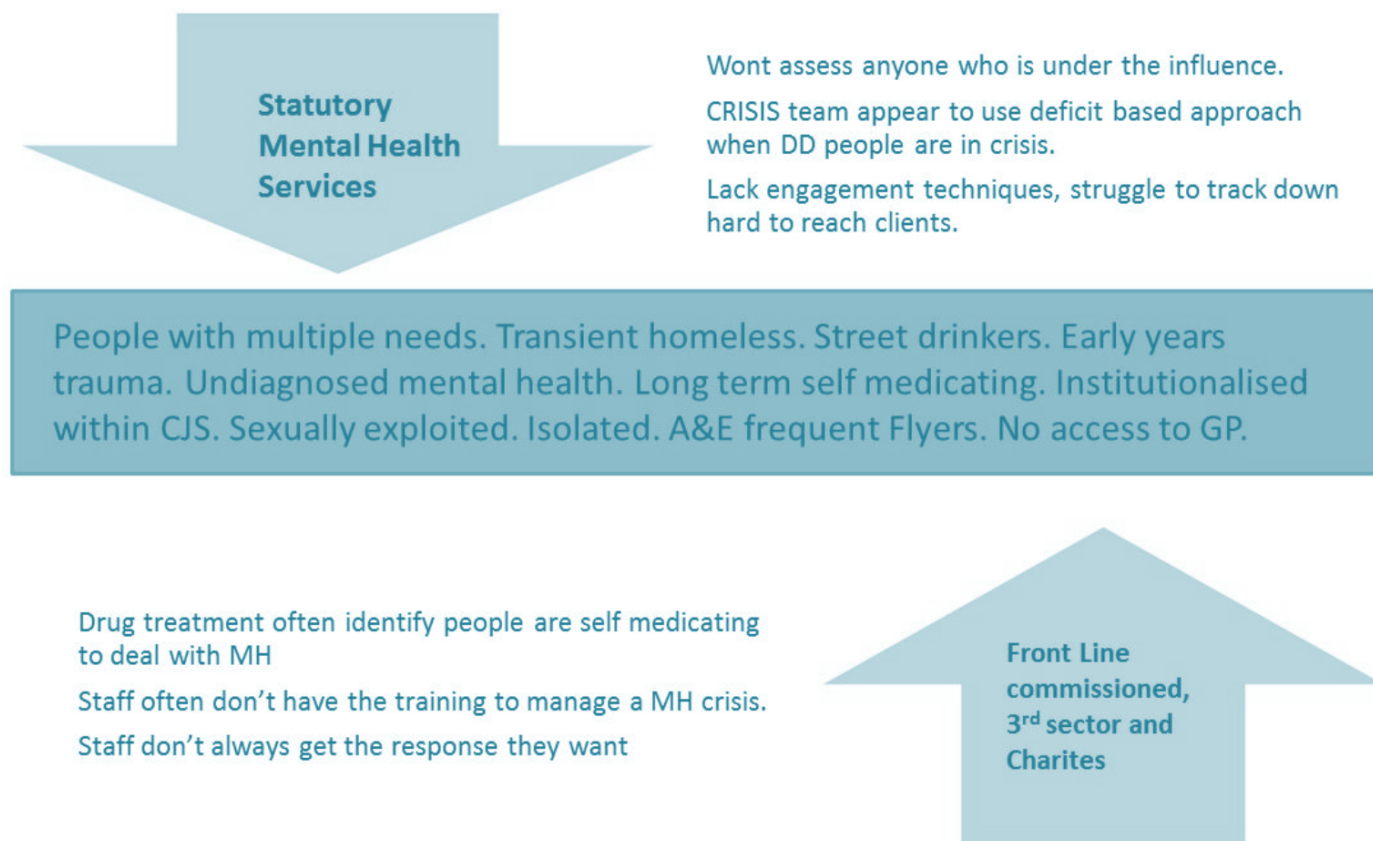 Statutory
Mental Health
Services
Wont assess anyone who is under the influence.
CRISIS team appear to use deficit based approach
when DD people are in crisis.
Lack engagement techniques, struggle to track down
hard to reach clients.
People with multiple needs. Transient homeless. Street drinkers. Early years
trauma. Undiagnosed mental health. Long term self medicating. Institutionalised
within CJS. Sexually exploited. Isolated. A&E frequent Flyers. No access to GP.
Drug treatment often identify people are self medicating
to deal with MH
Staff often don't have the training to manage a MH crisis.
Staff don't always get the response they want
Front Line
commissioned,
3rd sector and
Charites